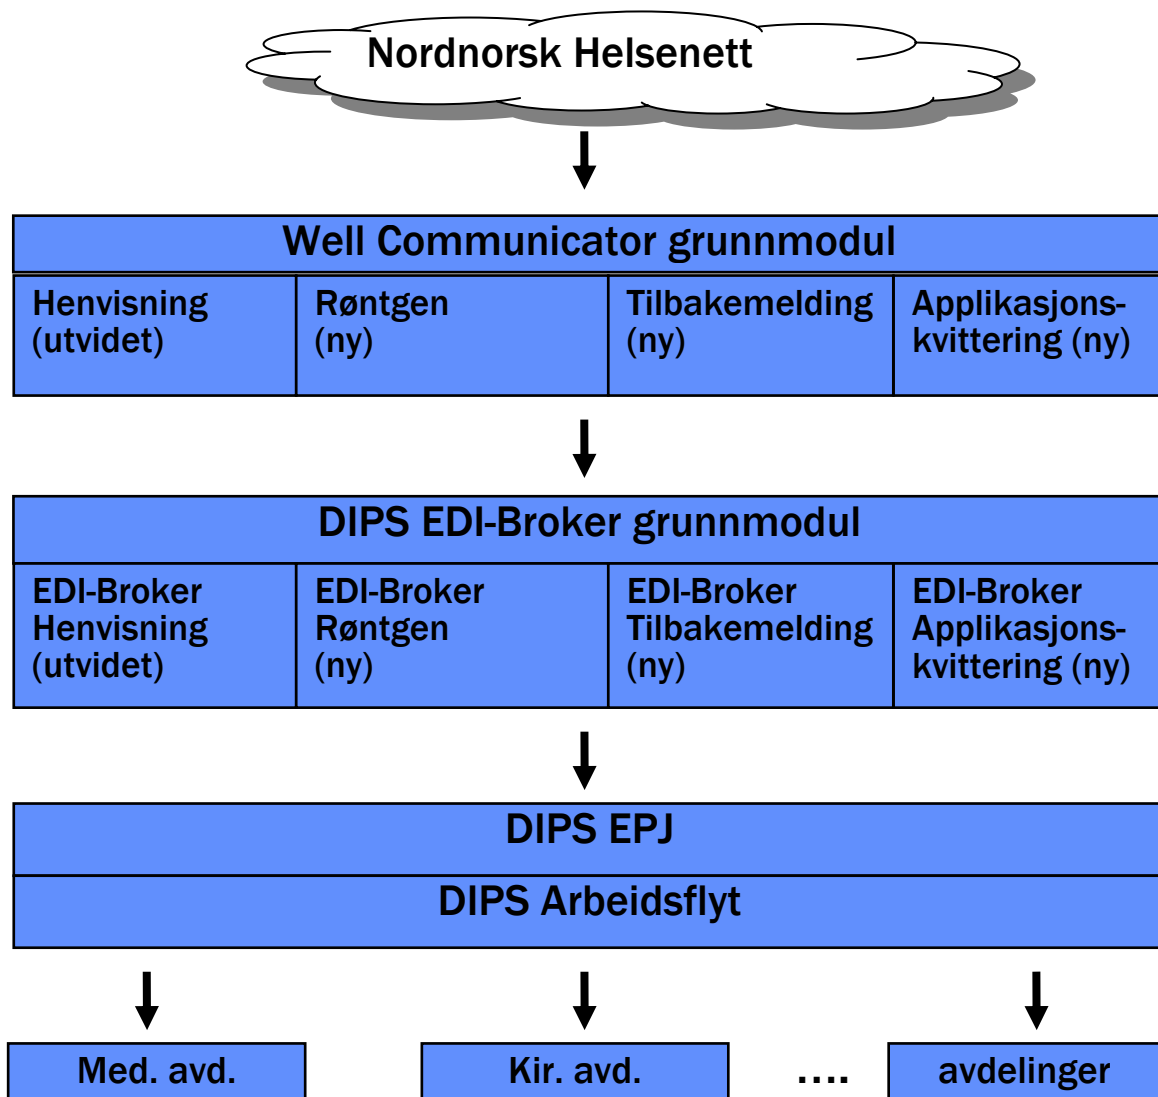 Nordnorsk Helsenett
Well Communicator grunnmodul
Henvisning
(utvidet)
Røntgen
(ny)
Tilbakemelding
(ny)
Applikasjons-
kvittering (ny)
DIPS EDI-Broker grunnmodul
EDI-Broker
Henvisning
(utvidet)
EDI-Broker
Røntgen
(ny)
EDI-Broker
Tilbakemelding
(ny)
EDI-Broker
Applikasjons-
kvittering (ny)
DIPS EPJ
DIPS Arbeidsflyt
Med. avd.
Kir. avd.
....
avdelinger